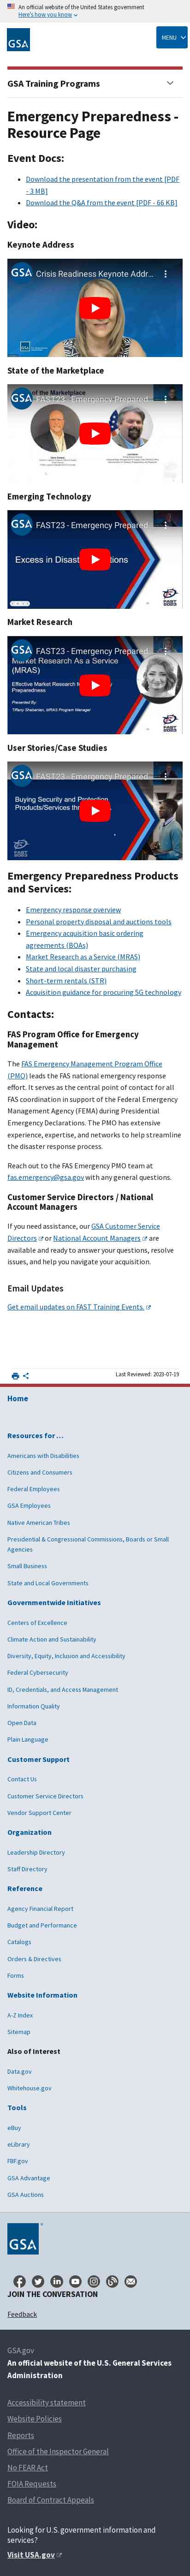 An official website of the United States government
Here's how you know
GSA
MENU
GSA Training Programs
Emergency Preparedness -
Resource Page
Event Docs:
Download the presentation from the event [PDF
- 3 MB]
Download the Q&A from the event [PDF - 66 KB]
Video:
Keynote Address
GSA
Crisis Readiness Keynote Addr...
GSA
State of the Marketplace
GSA
of the Marketplace
FAST23 - Emergency Prepared...
Emerging Technology
GSA
FAST23 - Emergency Prepared...
Excess in Disaster
Market Research
GSA
FAST23 - Emergency Prepared...
Market Research As a Service
(MRAS)
Effective Market Research
Preparedness
Presented By:
Tiffany Shabanian, MRAS Program Manager
User Stories/Case Studies
GSA
FAST23 - Emergency Prepared...
Buying Security and Protection
Products/Services
Emergency Preparedness Products
and Services:
Emergency response overview
Personal property disposal and auctions tools
Emergency acquisition basic ordering
agreements (BOAs)
Market Research as a Service (MRAS)
State and local disaster purchasing
Short-term rentals (STR)
Acquisition guidance for procuring 5G technology
Contacts:
FAS Program Office for Emergency
Management
The FAS Emergency Management Program Office
(PMO) leads the FAS national emergency response
effort. It serves as the central point of contact for all
emergency acquisition support to the Federal
Emergency Management Agency (FEMA) during
Emergency Declarations. The PMO has extensive
experience, expertise, and networks to help ensure
disaster response success.
Reach out to the FAS Emergency PMO team at
fas.emergency@gsa.gov with any general questions.
Customer Service Directors / National
Account Managers
If you need assistance, our GSA Customer Service
Directors or National Account Managers are
available and ready to answer your questions, resolve
any issues, and help with outreach.
Email Updates
Get email updates on FAST Training Events.
Last Reviewed: 2023-07-19
Home
Resources for …
Americans with Disabilities
Citizens and Consumers
Federal Employees
GSA Employees
Native American Tribes
Presidential & Congressional Commissions, Boards or Small
Agencies
Small Business
State and Local Governments
Governmentwide Initiatives
Centers of Excellence
Climate Action and Sustainability
Diversity, Equity, Inclusion and Accessibility
Federal Cybersecurity
ID, Credentials, and Access Management
Information Quality
Open Data
Plain Language
Customer Support
Contact Us
Customer Service Directors
Vendor Support Center
Organization
Leadership Directory
Staff Directory
Reference
Agency Financial Report
Budget and Performance
Catalogs
Orders & Directives
Forms
Website Information
A-Z Index
Sitemap
Also of Interest
Data.gov
Whitehouse.gov
Tools
eBuy
eLibrary
FBF.gov
GSA Advantage
GSA Auctions
GSA
JOIN THE CONVERSATION
Feedback
GSA.gov
An official website of the U.S. General Services
Administration
Accessibility statement
Website Policies
Reports
Office of the Inspector General
No FEAR Act
FOIA Requests
Board of Contract Appeals
Looking for U.S. government information and
services?
Visit USA.gov